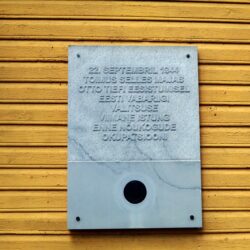 22. SEPTEMBRIL 1944
TOIMUS SELLES MAJAS
OTTO TIEFI EESISTUMISEL
EESTI VABARIIGI
VALITSUSE
VIIMANE ISTUNG
ENNE NÕUKOGUDE
OKUPATSIOONI